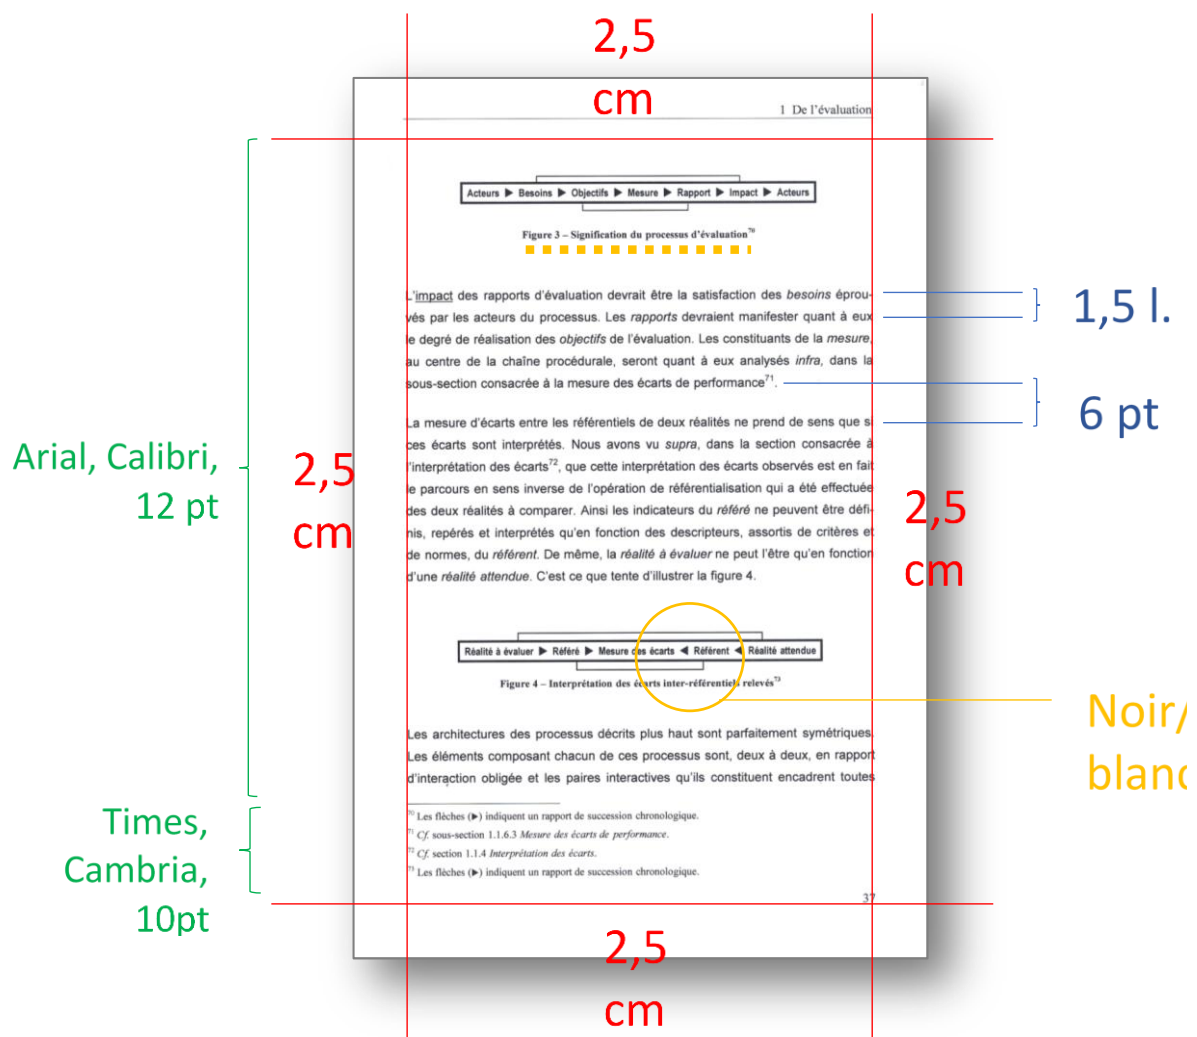 2,5
cm
1 De l'évaluation
Acteurs ▶ Besoins ▶ Objectifs ▶ Mesure ▶ Rapport ▶ Impact ▶ Acteurs
Figure 3 – Signification du processus d'évaluation70
L'impact des rapports d'évaluation devrait être la satisfaction des besoins éprou-
vés par les acteurs du processus. Les rapports devraient manifester quant à eux
le degré de réalisation des objectifs de l'évaluation. Les constituants de la mesure,
au centre de la chaîne procédurale, seront quant à eux analysés infra, dans la
sous-section consacrée à la mesure des écarts de performance71.
1,5 l.
6 pt
La mesure d'écarts entre les référentiels de deux réalités ne prend de sens que si
ces écarts sont interprétés. Nous avons vu supra, dans la section consacrée à
l'interprétation des écarts72, que cette interprétation des écarts observés est en fait
le parcours en sens inverse de l'opération de référentialisation qui a été effectuée
des deux réalités à comparer. Ainsi les indicateurs du référé ne peuvent être défi-
nis, repérés et interprétés qu'en fonction des descripteurs, assortis de critères et
de normes, du référent. De même, la réalité à évaluer ne peut l'être qu'en fonction
d'une réalité attendue. C'est ce que tente d'illustrer la figure 4.
Arial, Calibri,
12 pt
2,5
cm
2,5
cm
Réalité à évaluer ▶ Référé ▶ Mesure des écarts ◀ Référent ◀ Réalité attendue
Figure 4 – Interprétation des écarts inter-référentiels relevés73
Noir/
blanc
Les architectures des processus décrits plus haut sont parfaitement symétriques.
Les éléments composant chacun de ces processus sont, deux à deux, en rapport
d'interaction obligée et les paires interactives qu'ils constituent encadrent toutes
Times,
Cambria,
10pt
70 Les flèches (▶) indiquent un rapport de succession chronologique.
71 Cf. sous-section 1.1.6.3 Mesure des écarts de performance.
72 Cf. section 1.1.4 Interprétation des écarts.
73 Les flèches (▶) indiquent un rapport de succession chronologique.
37
2,5
cm